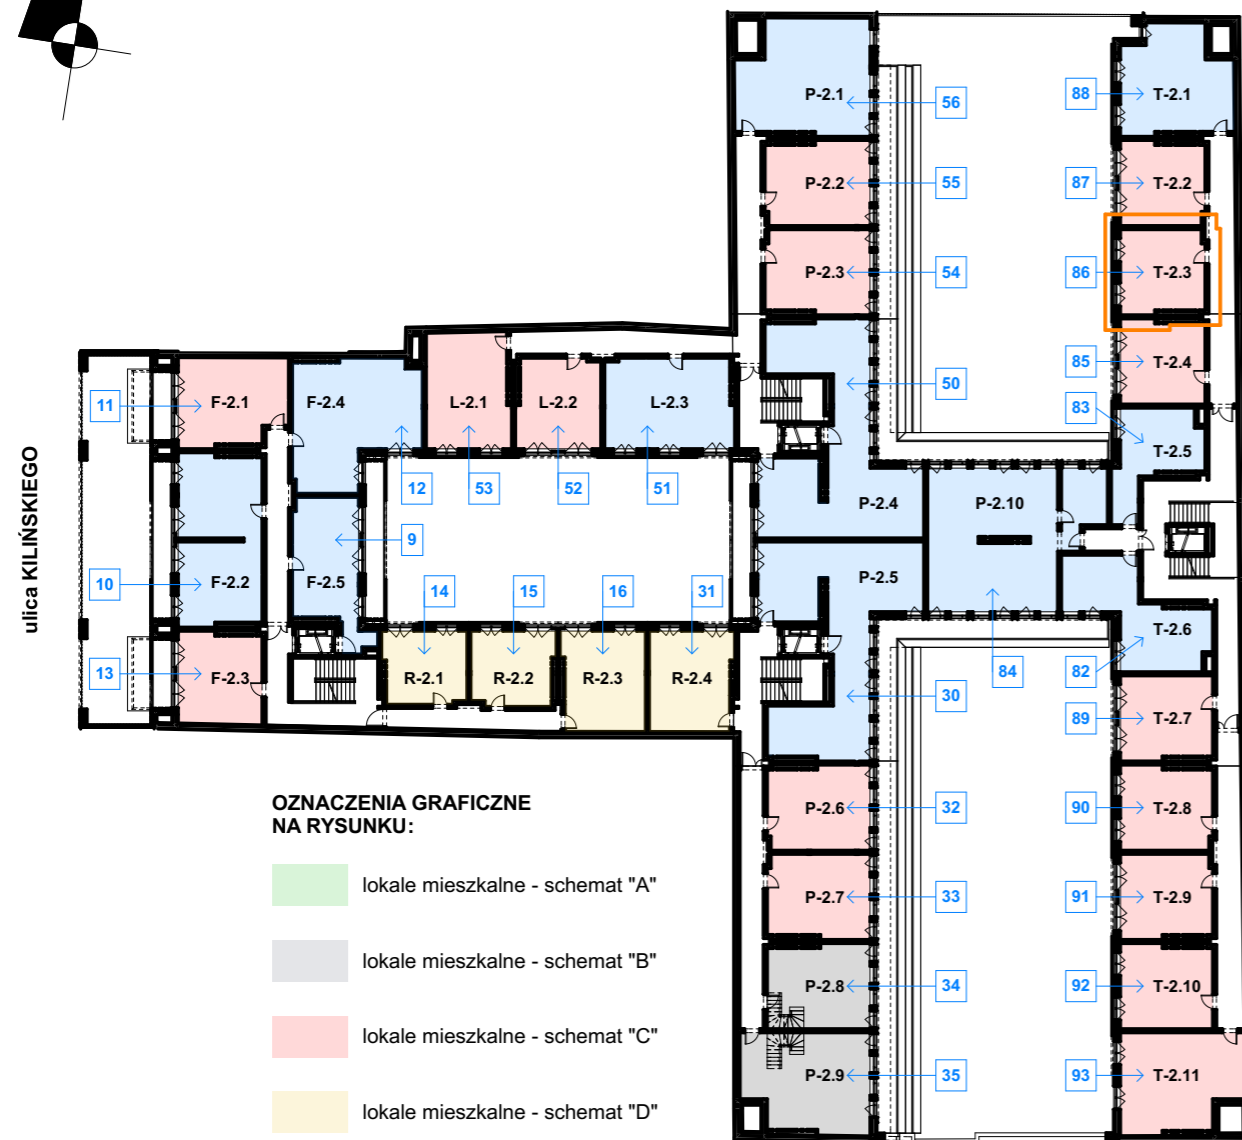 P-2.1
56
88
T-2.1
P-2.2
55
87
T-2.2
P-2.3
54
86
T-2.3
50
85
T-2.4
83
T-2.5
11
F-2.1
F-2.4
L-2.1
L-2.2
L-2.3
12
53
52
51
P-2.4
P-2.10
ulica KILIŃSKIEGO
9
10
F-2.2
F-2.5
14
15
16
31
P-2.5
T-2.6
13
F-2.3
R-2.1
R-2.2
R-2.3
R-2.4
30
84
82
89
T-2.7
OZNACZENIA GRAFICZNE
NA RYSUNKU:
P-2.6
32
90
T-2.8
lokale mieszkalne - schemat "A"
P-2.7
33
91
T-2.9
lokale mieszkalne - schemat "B"
P-2.8
34
92
T-2.10
lokale mieszkalne - schemat "C"
P-2.9
35
93
T-2.11
lokale mieszkalne - schemat "D"